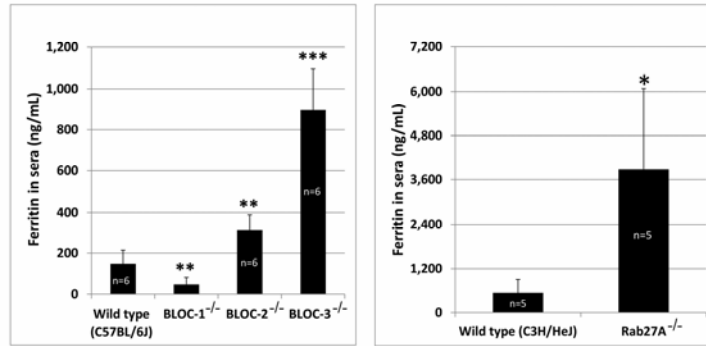 Ferritin in sera (ng/mL)
1,200
1,000
800
600
400
200
0
n=6
**
**
n=6
***
n=6
Wild type
(C57BL/6J)
BLOC-1⁻/⁻
BLOC-2⁻/⁻
BLOC-3⁻/⁻
Ferritin in sera (ng/mL)
7,200
6,000
4,800
3,600
2,400
1,200
0
n=5
*
n=5
Wild type (C3H/HeJ)
Rab27A⁻/⁻